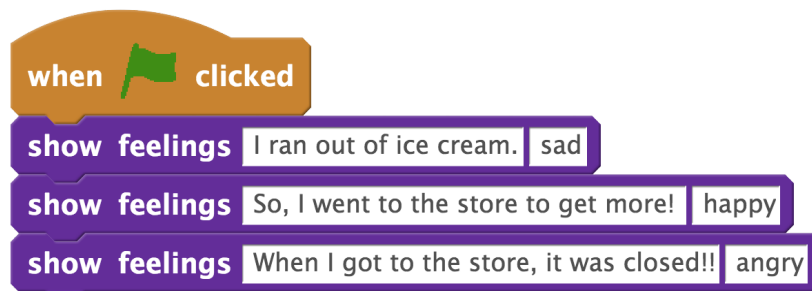 when clicked
show feelings I ran out of ice cream. sad
show feelings So, I went to the store to get more! happy
show feelings When I got to the store, it was closed!! angry